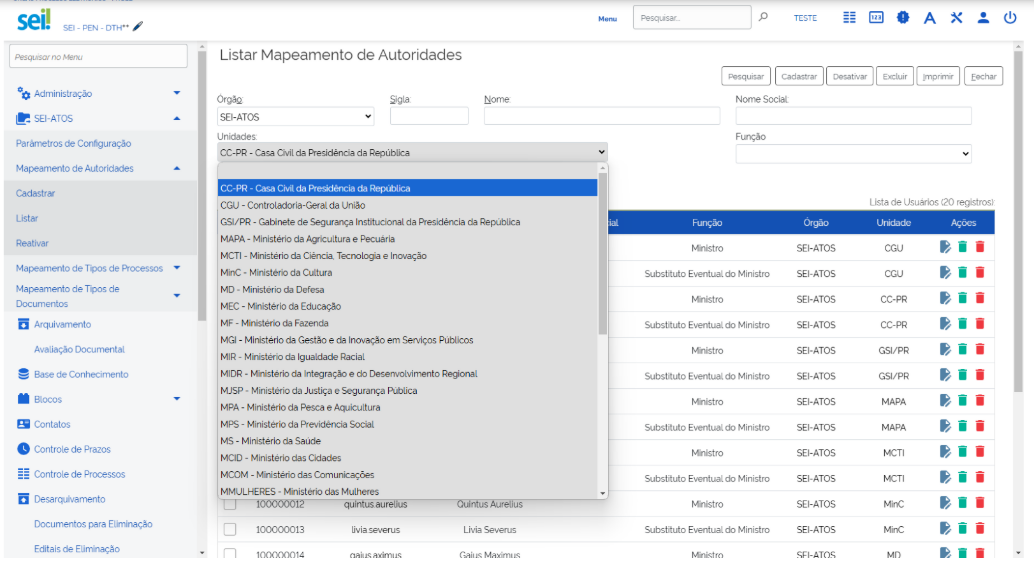 sei!
SEI - PEN - DTH**
Menu
Pesquisar...
TESTE
123
A
Pesquisar no Menu
Administração
SEI-ATOS
Parâmetros de Configuração
Mapeamento de Autoridades
Cadastrar
Listar
Reativar
Mapeamento de Tipos de Processos
Mapeamento de Tipos de
Documentos
Arquivamento
Avaliação Documental
Base de Conhecimento
Blocos
Contatos
Controle de Prazos
Controle de Processos
Desarquivamento
Documentos para Eliminação
Editais de Eliminação
Listar Mapeamento de Autoridades
Pesquisar
Cadastrar
Desativar
Excluir
Imprimir
Fechar
Órgão:
Sigla:
Nome:
Nome Social:
SEI-ATOS
Unidades:
Função
CC-PR - Casa Civil da Presidência da República
CC-PR - Casa Civil da Presidência da República
CGU - Controladoria-Geral da União
GSI/PR - Gabinete de Segurança Institucional da Presidência da República
MAPA - Ministério da Agricultura e Pecuária
MCTI - Ministério da Ciência, Tecnologia e Inovação
MinC - Ministério da Cultura
MD - Ministério da Defesa
MEC - Ministério da Educação
MF - Ministério da Fazenda
MGI - Ministério da Gestão e da Inovação em Serviços Públicos
MIR - Ministério da Igualdade Racial
MIDR - Ministério da Integração e do Desenvolvimento Regional
MJSP - Ministério da Justiça e Segurança Pública
MPA - Ministério da Pesca e Aquicultura
MPS - Ministério da Previdência Social
MS - Ministério da Saúde
MCID - Ministério das Cidades
MCOM - Ministério das Comunicações
MMULHERES - Ministério das Mulheres
Lista de Usuários (20 registros):
ial Função Órgão Unidade Ações
Ministro SEI-ATOS CGU
Substituto Eventual do Ministro SEI-ATOS CGU
Ministro SEI-ATOS CC-PR
Substituto Eventual do Ministro SEI-ATOS CC-PR
Ministro SEI-ATOS GSI/PR
Substituto Eventual do Ministro SEI-ATOS GSI/PR
Ministro SEI-ATOS MAPA
Substituto Eventual do Ministro SEI-ATOS MAPA
Ministro SEI-ATOS MCTI
Substituto Eventual do Ministro SEI-ATOS MCTI
100000012 quintus.aurelius Quintus Aurelius Ministro SEI-ATOS MinC
100000013 livia.severus Livia Severus Substituto Eventual do Ministro SEI-ATOS MinC
100000014 gaius.aximus Gaius Maximus Ministro SEI-ATOS MD